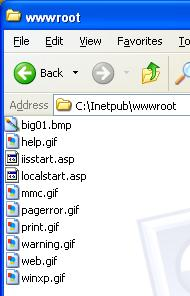 wwwroot
File Edit View Favorites
Back
Address C:\Inetpub\wwwroot
big01.bmp
help.gif
iisstart.asp
localstart.asp
mmc.gif
pagerror.gif
print.gif
warning.gif
web.gif
winxp.gif